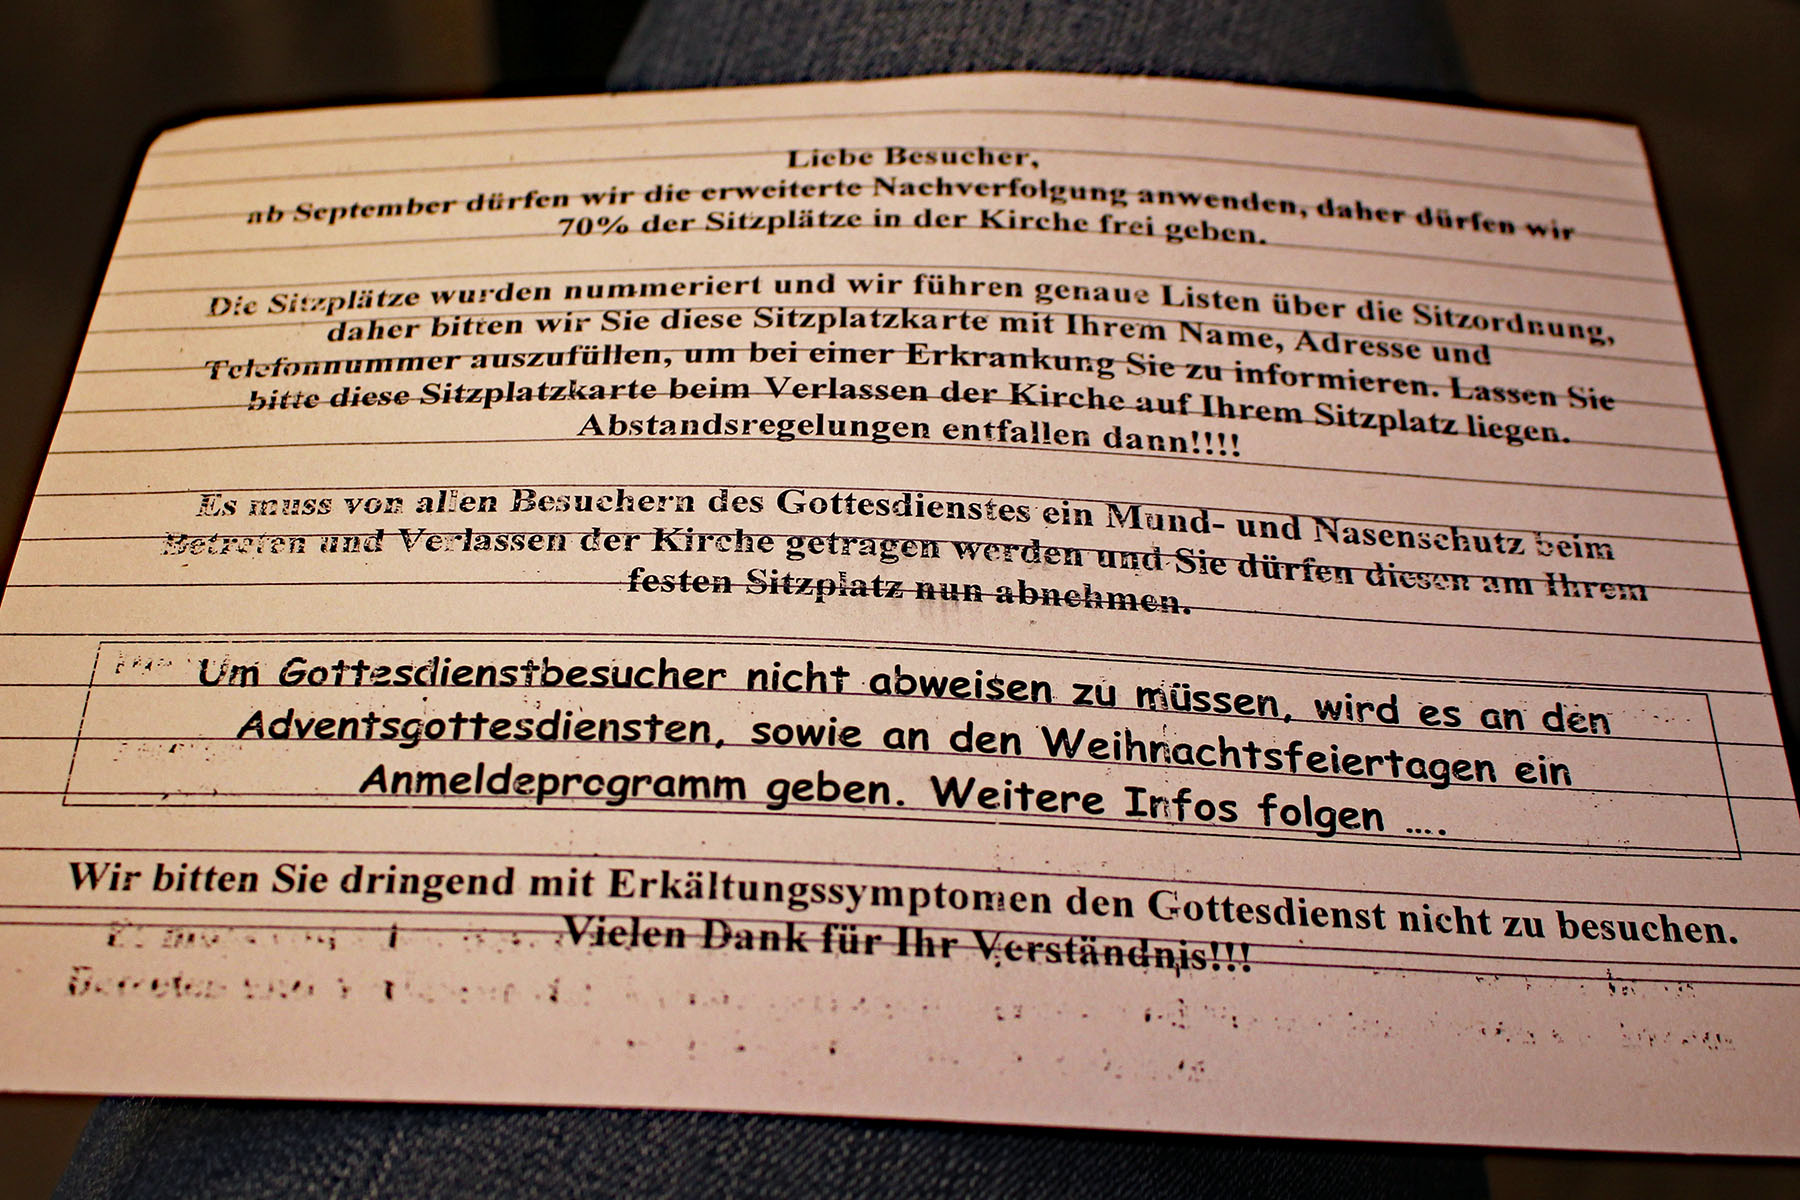 Liebe Besucher,
ab September dürfen wir die erweiterte Nachverfolgung anwenden, daher dürfen wir
70% der Sitzplätze in der Kirche frei geben.
Die Sitzplätze wurden nummeriert und wir führen genaue Listen über die Sitzordnung,
daher bitten wir Sie diese Sitzplatzkarte mit Ihrem Name, Adresse und
Telefonnummer auszufüllen, um bei einer Erkrankung Sie zu informieren. Lassen Sie
bitte diese Sitzplatzkarte beim Verlassen der Kirche auf Ihrem Sitzplatz liegen.
Abstandsregelungen entfallen dann!!!!
Es muss von allen Besuchern des Gottesdienstes ein Mund- und Nasenschutz beim
Betreten und Verlassen der Kirche getragen werden und Sie dürfen diesen am Ihrem
festen Sitzplatz nun abnehmen.
Um Gottesdienstbesucher nicht abweisen zu müssen, wird es an den
Adventsgottesdiensten, sowie an den Weihnachtsfeiertagen ein
Anmeldeprogramm geben. Weitere Infos folgen ....
Wir bitten Sie dringend mit Erkältungssymptomen den Gottesdienst nicht zu besuchen.
Vielen Dank für Ihr Verständnis!!!
Betreten